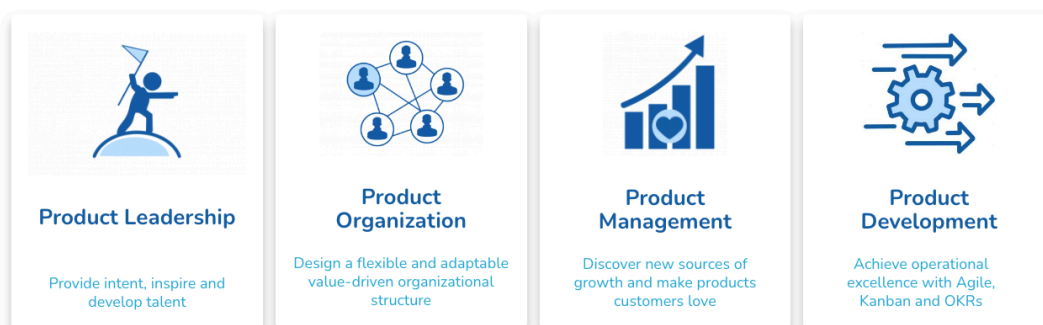 Product Leadership
Provide intent, inspire and
develop talent
Product
Organization
Design a flexible and adaptable
value-driven organizational
structure
Product
Management
Discover new sources of
growth and make products
customers love
Product
Development
Achieve operational
excellence with Agile,
Kanban and OKRs